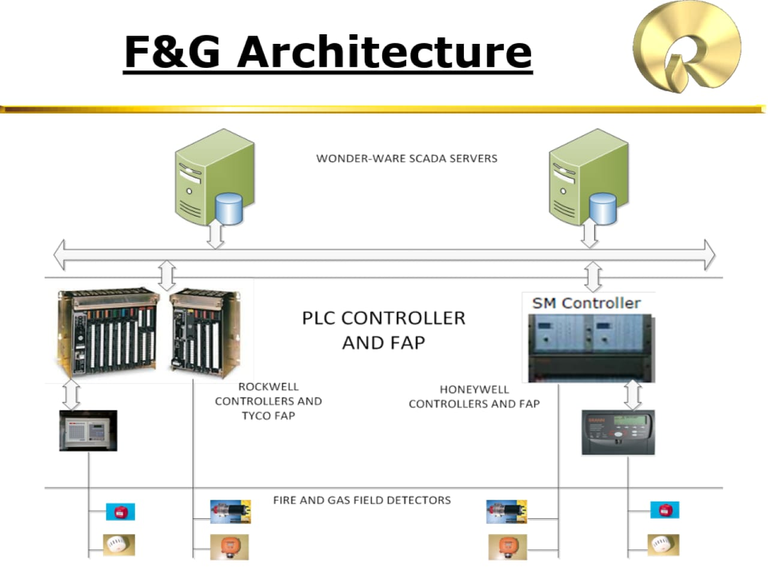 F&G Architecture
WONDER-WARE SCADA SERVERS
PLC CONTROLLER
AND FAP
SM Controller
ROCKWELL
CONTROLLERS AND
TYCO FAP
HONEYWELL
CONTROLLERS AND FAP
FIRE AND GAS FIELD DETECTORS